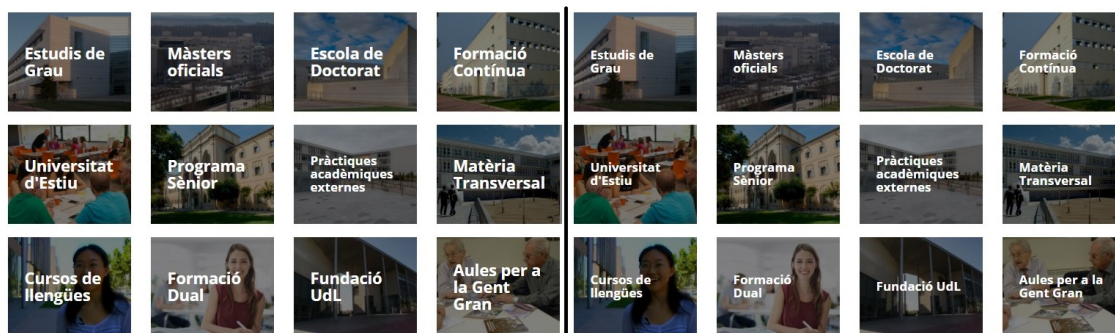 Estudis de
Grau
Màsters
oficials
Escola de
Doctorat
Formació
Contínua
Estudis de
Grau
Màsters
oficials
Escola de
Doctorat
Formació
Contínua
Universitat
d'Estiu
Programa
Sènior
Pràctiques
acadèmiques
externes
Matèria
Transversal
Universitat
d'Estiu
Programa
Sènior
Pràctiques
acadèmiques
externes
Matèria
Transversal
Cursos de
llengües
Formació
Dual
Fundació
UdL
Aules per a
la Gent
Gran
Cursos de
llengües
Formació
Dual
Fundació UdL
Aules per a la
Gent Gran